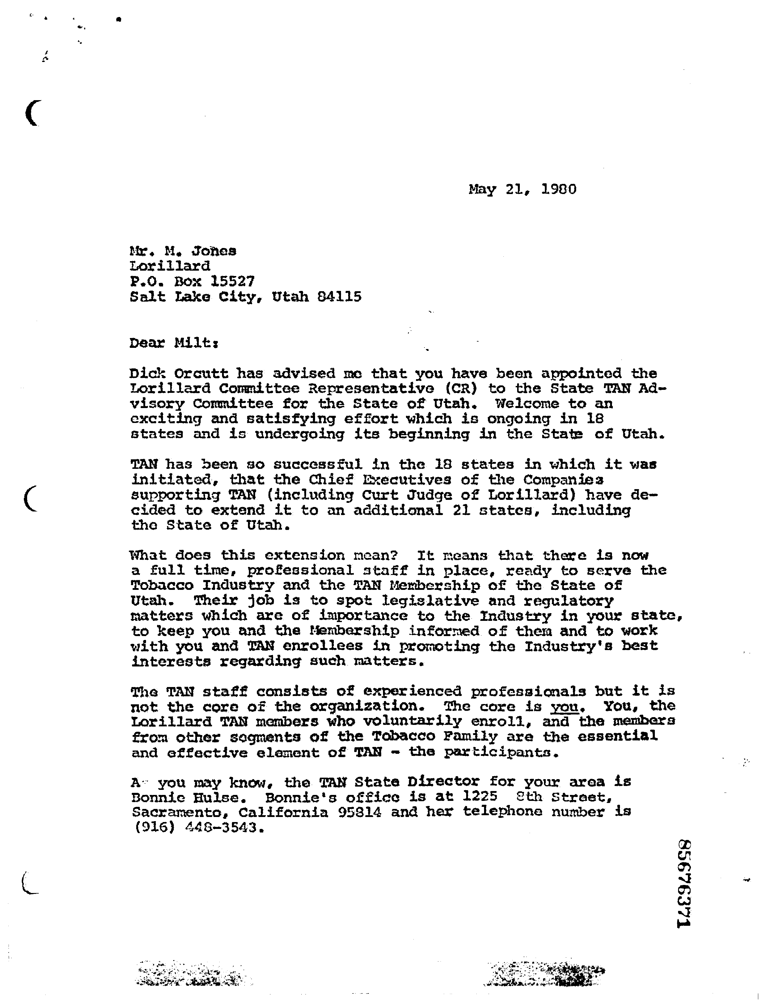 May 21, 1980
Mr. M. Jones
Lorillard
P.O. Box 15527
Salt Lake City, Utah 84115
Dear Milt:
Dick Orcutt has advised me that you have been appointed the
Lorillard Committee Representative (CR) to the State TAN Ad-
visory Committee for the State of Utah. Welcome to an
exciting and satisfying effort which is ongoing in 18
states and is undergoing its beginning in the State of Utah.
TAN has been so successful in the 18 states in which it was
initiated, that the Chief Executives of the Companies
supporting TAN (including Curt Judge of Lorillard) have de-
cided to extend it to an additional 21 states, including
the State of Utah.
What does this extension mean? It means that there is now
a full time, professional staff in place, ready to serve the
Tobacco Industry and the TAN Membership of the State of
Utah. Their job is to spot legislative and regulatory
matters which are of importance to the Industry in your state,
to keep you and the Membership informed of them and to work
with you and TAN enrollees in promoting the Industry's best
interests regarding such matters.
The TAN staff consists of experienced professionals but it is
not the core of the organization. The core is you. You, the
Lorillard TAN members who voluntarily enroll, and the members
from other segments of the Tobacco Family are the essential
and effective element of TAN - the participants.
A you may know, the TAN State Director for your area is
Bonnie Hulse. Bonnie's office is at 1225 8th Street,
Sacramento, California 95814 and her telephone number is
(916) 448-3543.
85676371